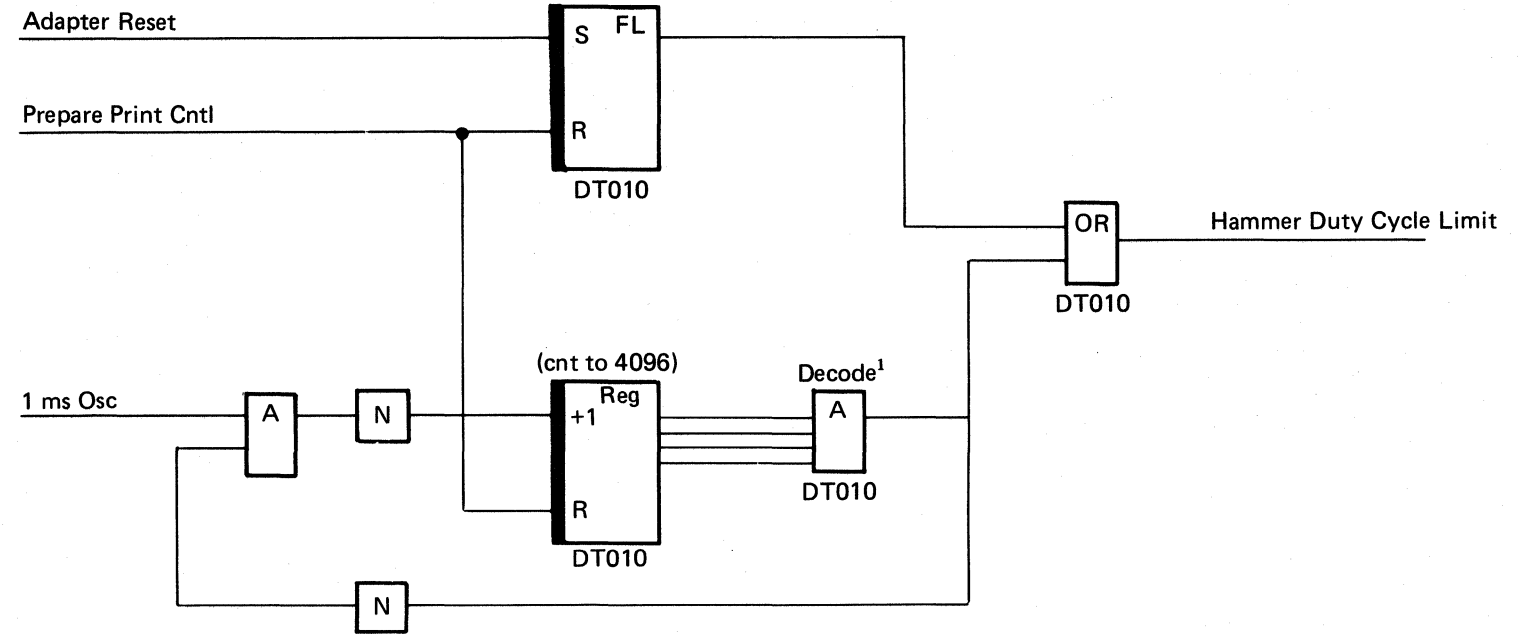 Adapter Reset
S FL
Prepare Print Cntl
R
DT010
OR
Hammer Duty Cycle Limit
DT010
(cnt to 4096)
Decode¹
1 ms Osc
A
N
+1
Reg
A
DT010
R
DT010
N